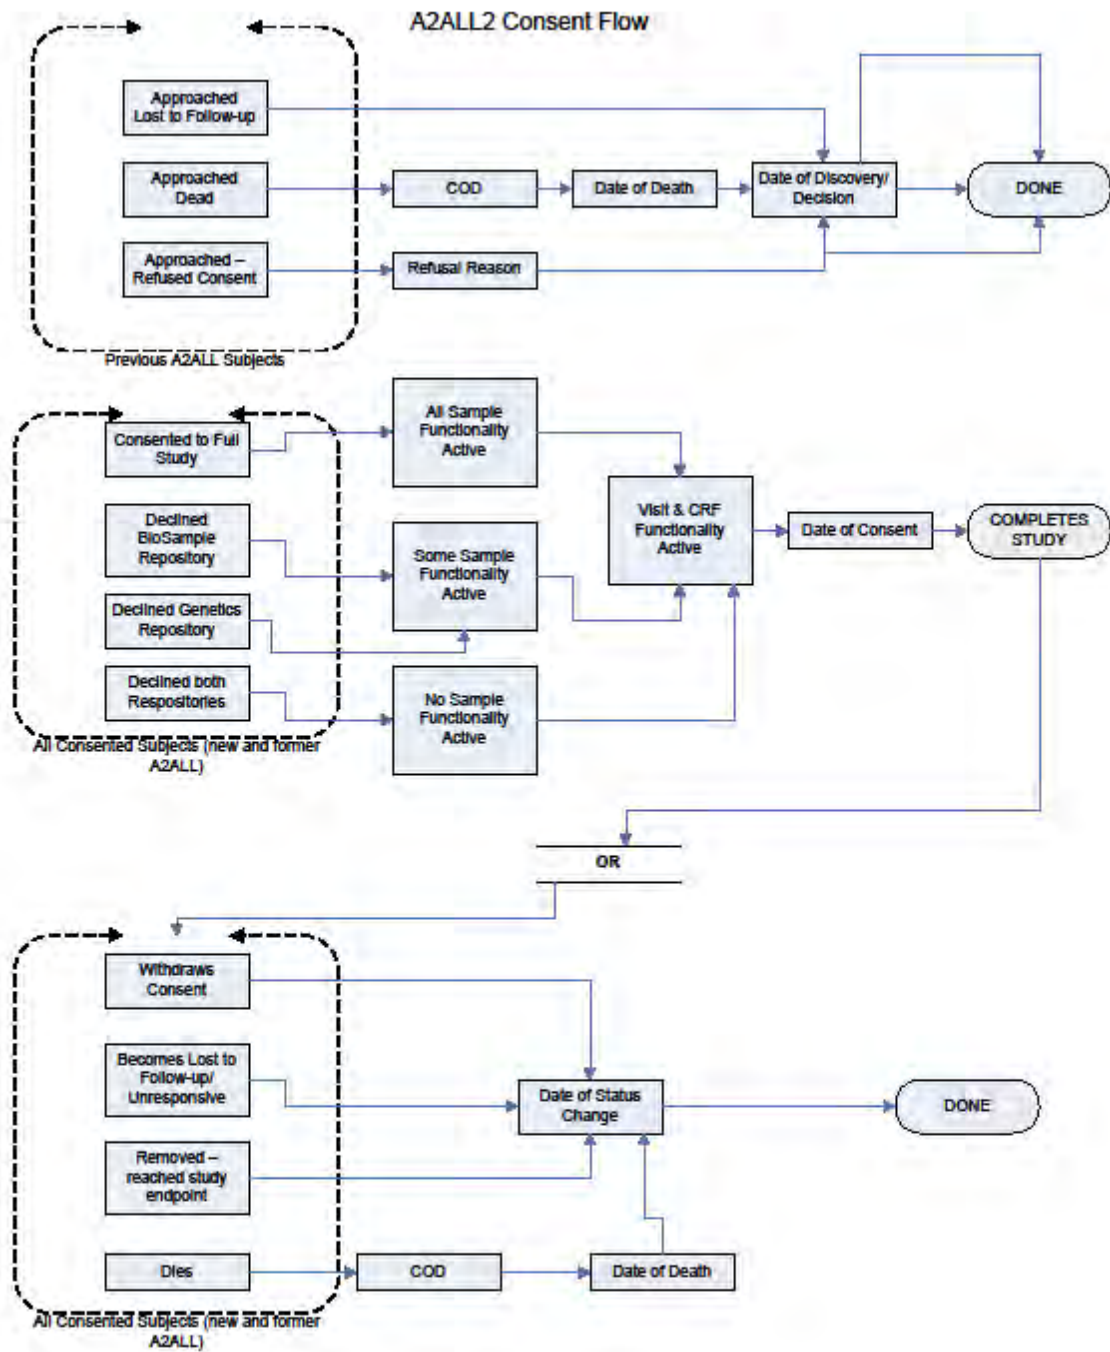 A2ALL2 Consent Flow
Approached
Lost to Follow-up
Approached
Dead
COD
Date of Death
Date of Discovery/
Decision
DONE
Approached –
Refused Consent
Refusal Reason
Previous A2ALL Subjects
Consented to Full
Study
All Sample
Functionality
Active
Declined
BioSample
Repository
Some Sample
Functionality
Active
Visit & CRF
Functionality
Active
Date of Consent
COMPLETES
STUDY
Declined Genetics
Repository
Declined both
Respositories
No Sample
Functionality
Active
All Consented Subjects (new and former
A2ALL)
OR
Withdraws
Consent
Becomes Lost to
Follow-up/
Unresponsive
Date of Status
Change
DONE
Removed –
reached study
endpoint
Dies
COD
Date of Death
All Consented Subjects (new and former
A2ALL)